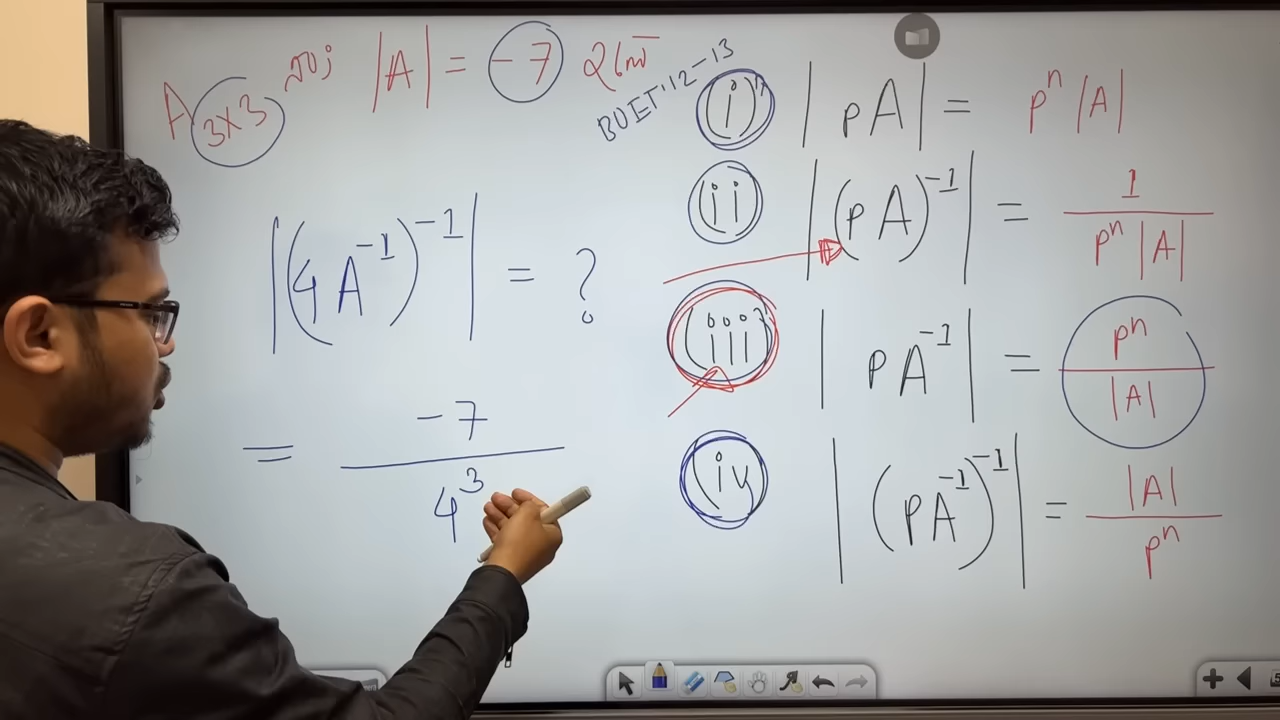 A 3×3 এবং |A| = -7 হলে
|(4A⁻¹)⁻¹| = ?
= -7 / 4³
BUET '12-13
(i) |pA| = pⁿ|A|
(ii) |(pA)⁻¹| = 1 / pⁿ|A|
(iii) |pA⁻¹| = pⁿ / |A|
(iv) |(pA⁻¹)⁻¹| = |A| / pⁿ